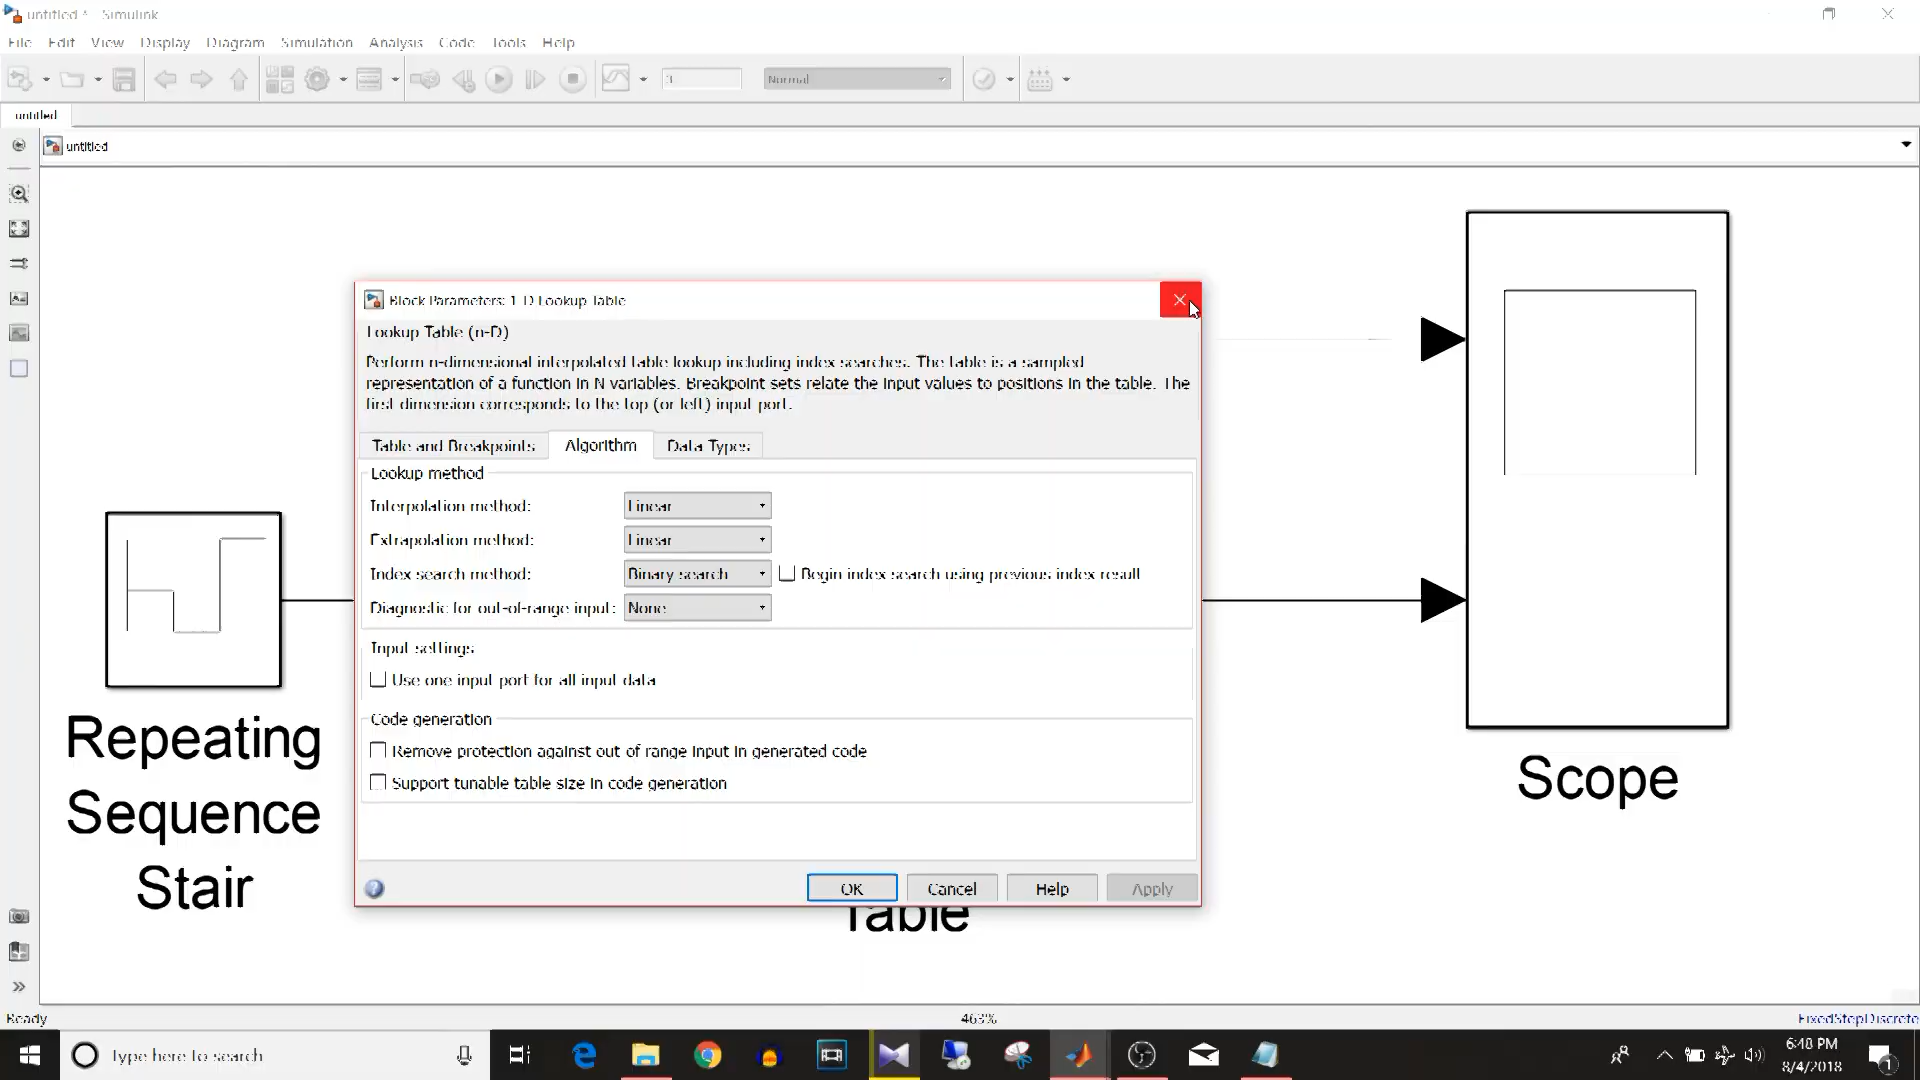 untitled * - Simulink
File Edit View Display Diagram Simulation Analysis Code Tools Help
3 Normal
untitled
untitled
Block Parameters: 1-D Lookup Table
Lookup Table (n-D)
Perform n-dimensional interpolated table lookup including index searches. The table is a sampled
representation of a function in N variables. Breakpoint sets relate the input values to positions in the table. The
first dimension corresponds to the top (or left) input port.
Table and Breakpoints Algorithm Data Types
Lookup method
Interpolation method: Linear
Extrapolation method: Linear
Index search method: Binary search Begin index search using previous index result
Diagnostic for out-of-range input: None
Input settings
Use one input port for all input data
Code generation
Remove protection against out-of-range input in generated code
Support tunable table size in code generation
OK Cancel Help Apply
Repeating
Sequence
Stair
Table
Scope
Ready 463% FixedStepDiscrete
Type here to search
6:48 PM
8/4/2018
1